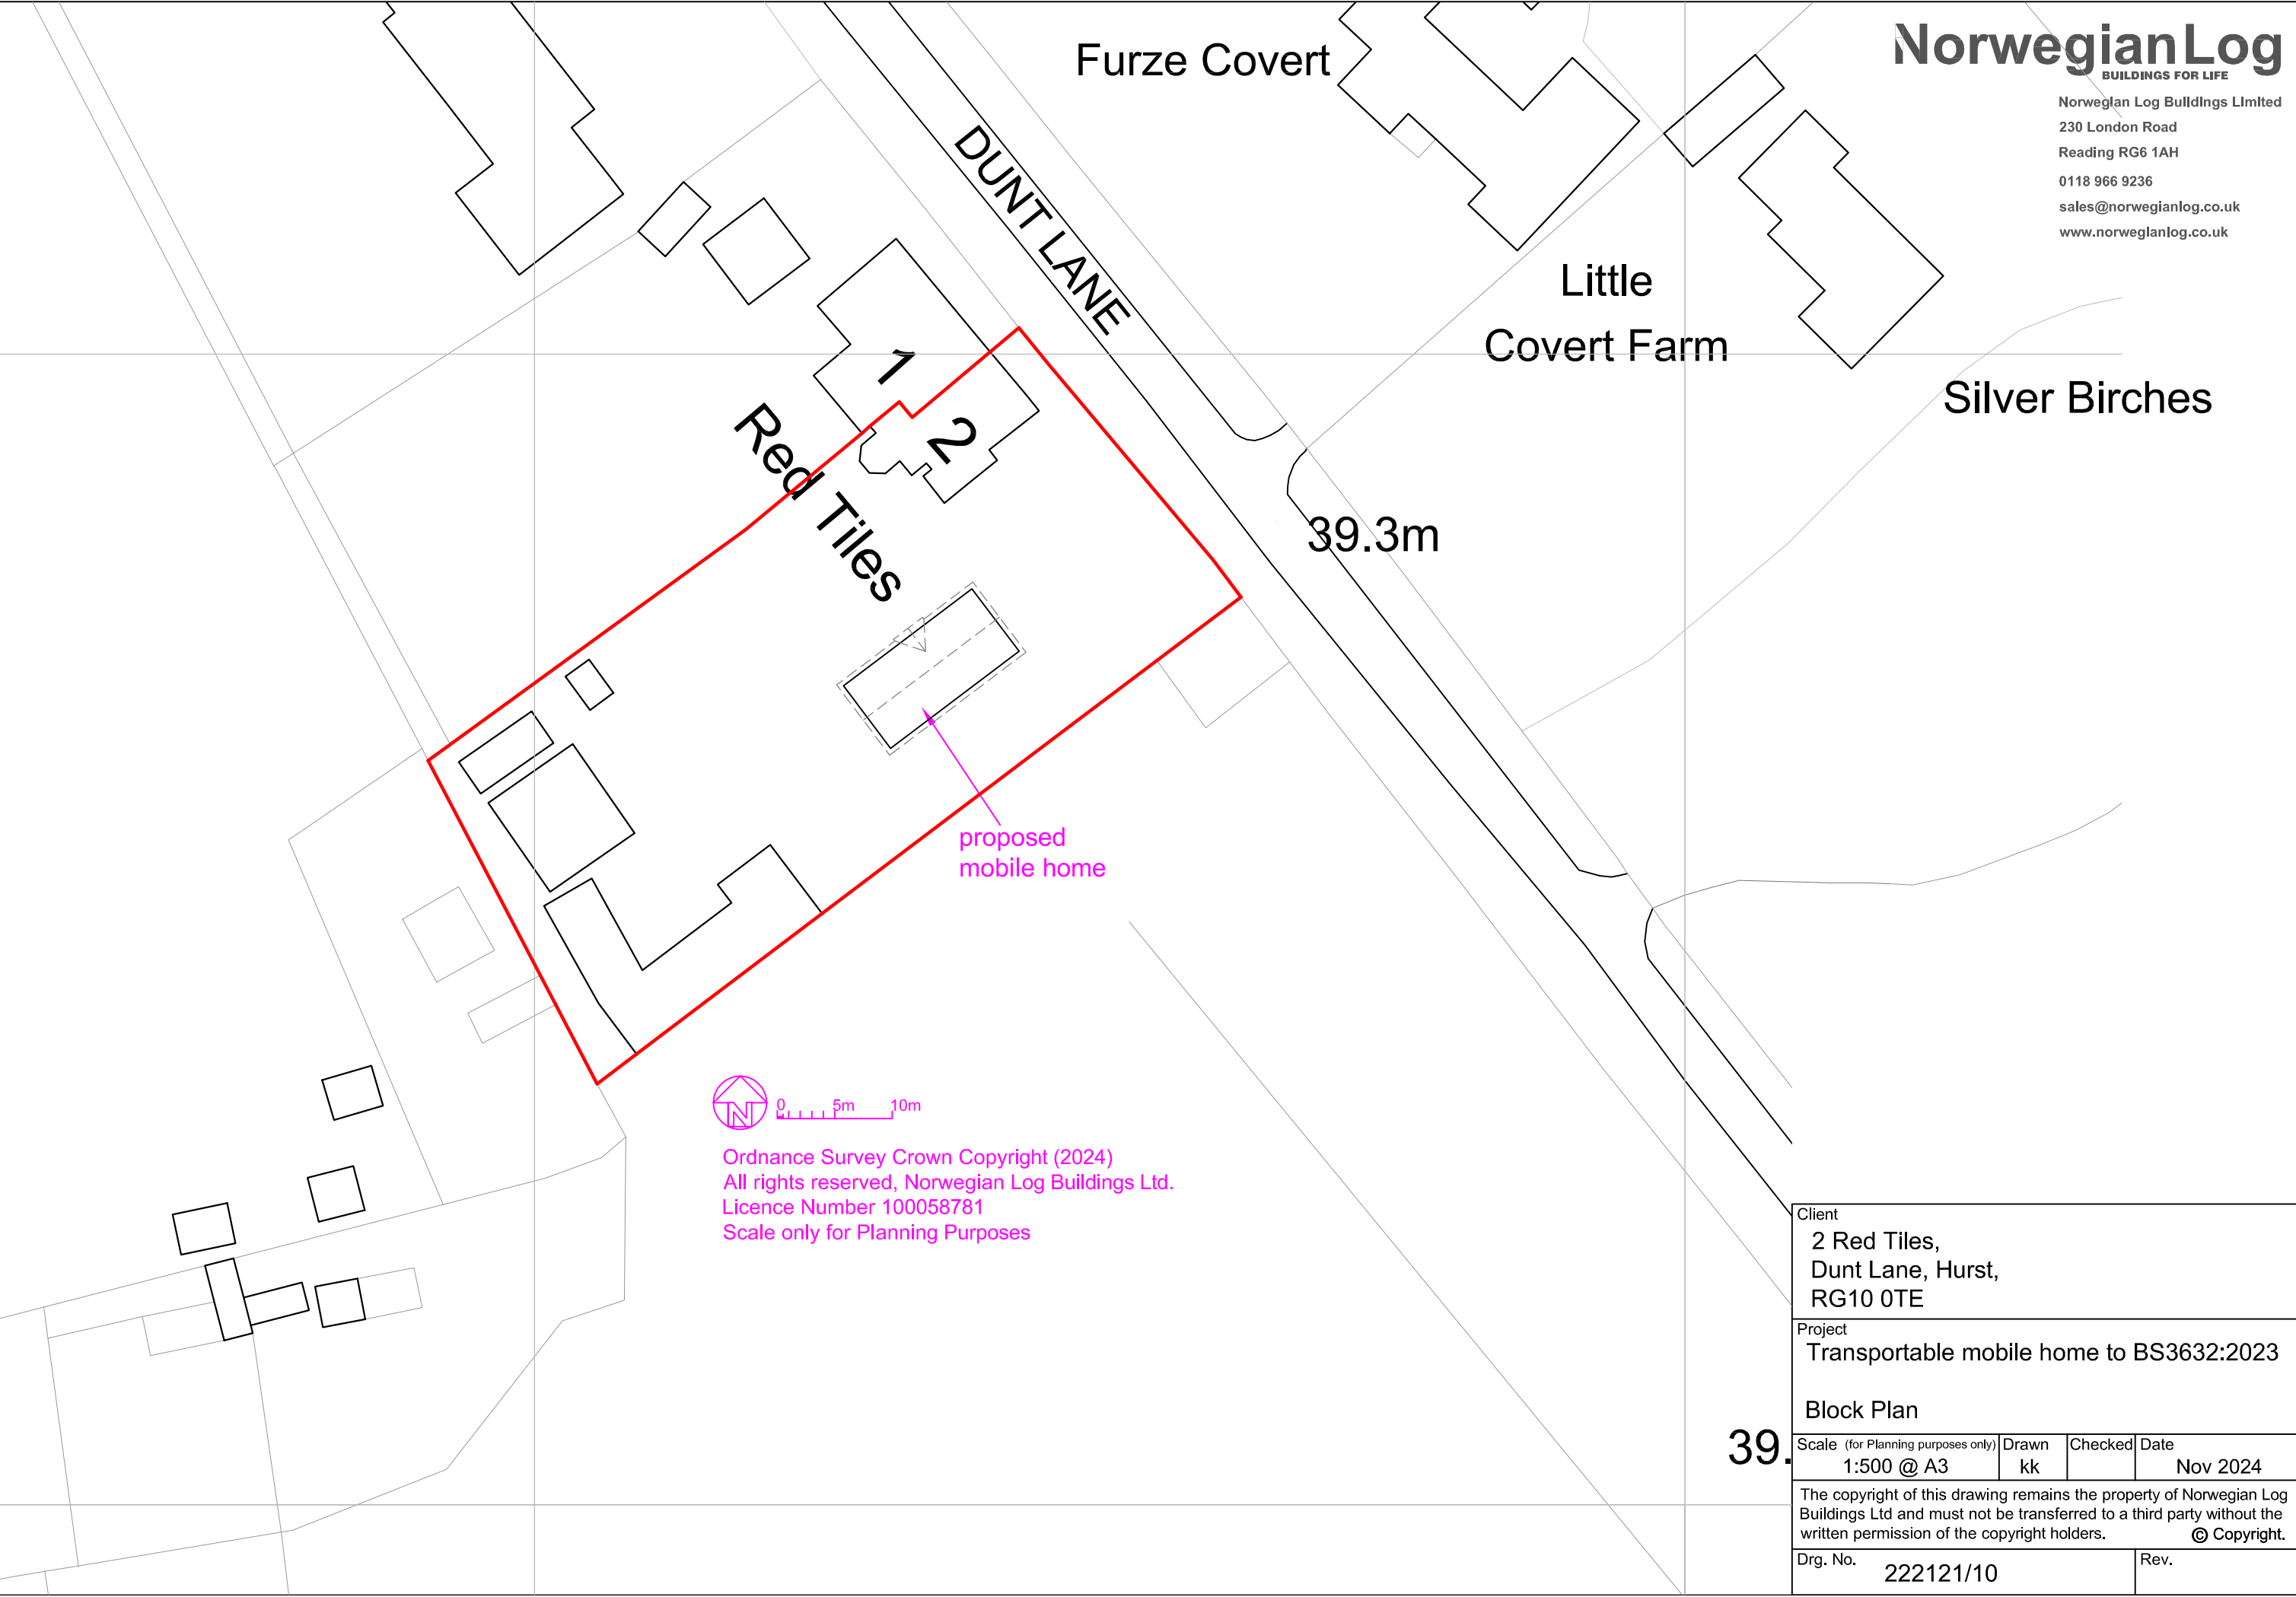 Furze Covert
NorwegianLog
BUILDINGS FOR LIFE
Norwegian Log Buildings Limited
230 London Road
Reading RG6 1AH
0118 966 9236
sales@norwegianlog.co.uk
www.norwegianlog.co.uk
DUNT LANE
Little
Covert Farm
Silver Birches
1
2
Red Tiles
39.3m
proposed
mobile home
N
0 5m 10m
Ordnance Survey Crown Copyright (2024)
All rights reserved, Norwegian Log Buildings Ltd.
Licence Number 100058781
Scale only for Planning Purposes
39.
Client
2 Red Tiles,
Dunt Lane, Hurst,
RG10 0TE
Project
Transportable mobile home to BS3632:2023
Block Plan
Scale (for Planning purposes only) Drawn Checked Date
1:500 @ A3 kk Nov 2024
The copyright of this drawing remains the property of Norwegian Log
Buildings Ltd and must not be transferred to a third party without the
written permission of the copyright holders. © Copyright.
Drg. No. 222121/10 Rev.